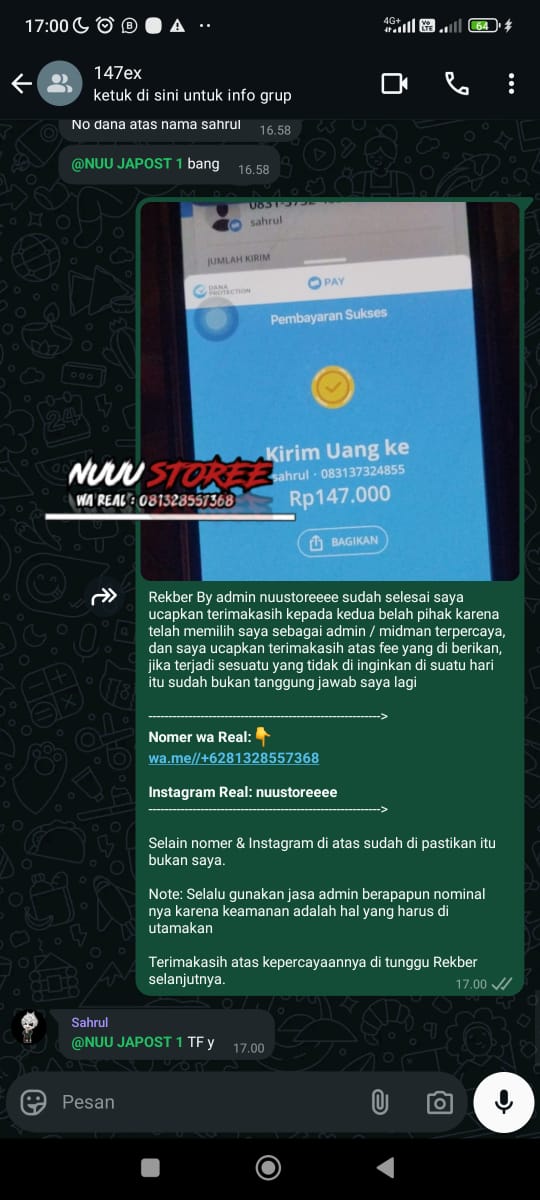 17:00
4G+
Vo
LTE
64
147ex
ketuk di sini untuk info grup
No dana atas nama sahrul
16.58
@NUU JAPOST 1 bang
16.58
sahrul
JUMLAH KIRIM
DANA
PROTECTION
PAY
Pembayaran Sukses
Kirim Uang ke
sahrul · 083137324855
Rp147.000
BAGIKAN
NUUU STOREE
WA REAL : 081328557368
Rekber By admin nuustoreeee sudah selesai saya
ucapkan terimakasih kepada kedua belah pihak karena
telah memilih saya sebagai admin / midman terpercaya,
dan saya ucapkan terimakasih atas fee yang di berikan,
jika terjadi sesuatu yang tidak di inginkan di suatu hari
itu sudah bukan tanggung jawab saya lagi
---------------------------------------------------------->
Nomer wa Real:👇
wa.me//+6281328557368
Instagram Real: nuustoreeee
---------------------------------------------------------->
Selain nomer & Instagram di atas sudah di pastikan itu
bukan saya.
Note: Selalu gunakan jasa admin berapapun nominal
nya karena keamanan adalah hal yang harus di
utamakan
Terimakasih atas kepercayaannya di tunggu Rekber
selanjutnya.
17.00
Sahrul
@NUU JAPOST 1 TF y
17.00
Pesan